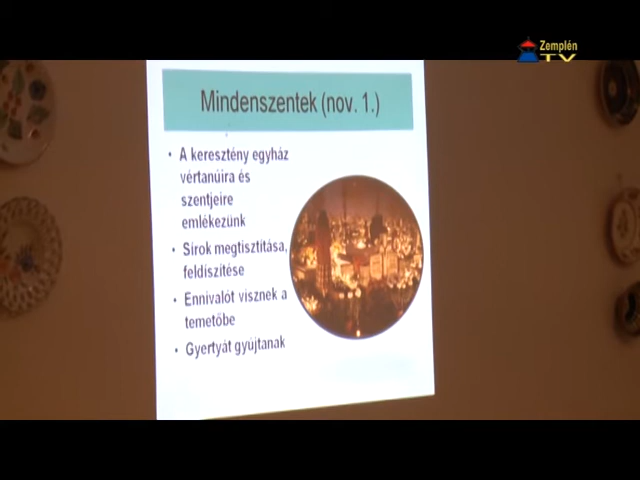 Zemplén
TV
Mindenszentek (nov. 1.)
• A keresztény egyház
vértanúira és
szentjeire
emlékezünk
• Sírok megtisztítása,
feldíszítése
• Ennivalót visznek a
temetőbe
• Gyertyát gyújtanak